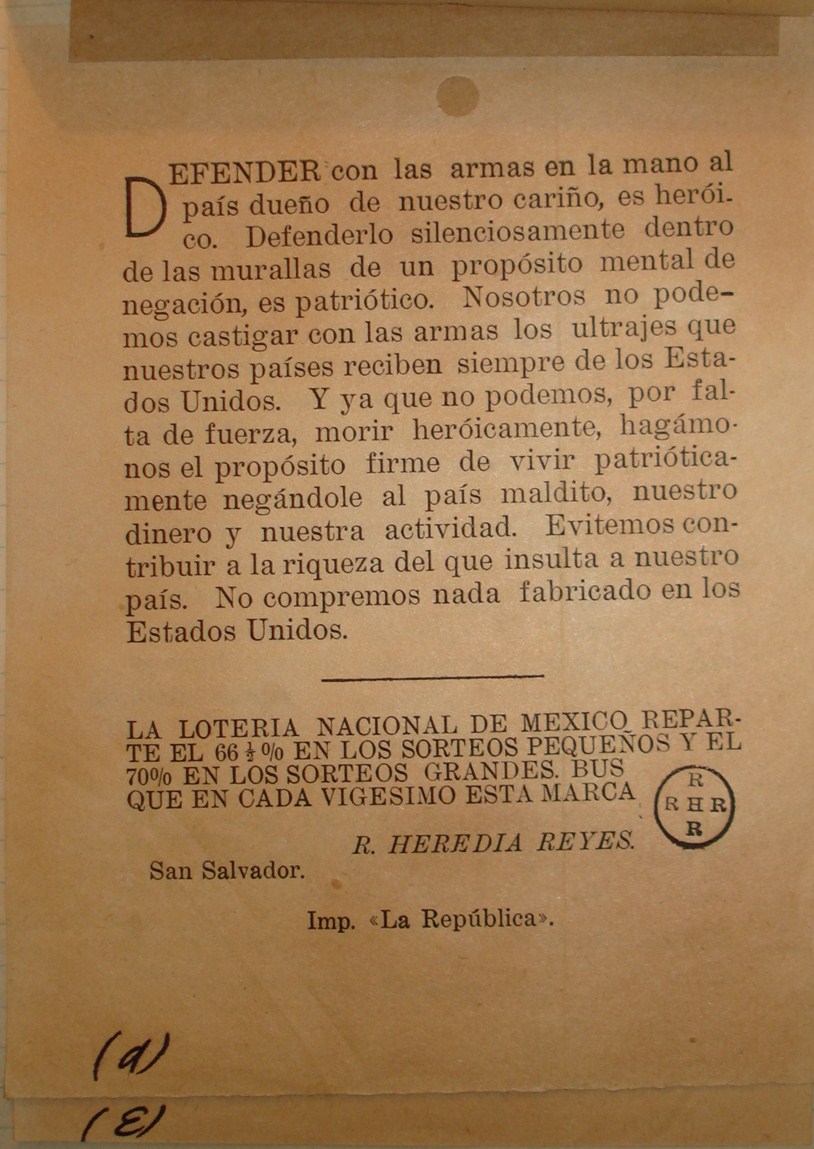 DEFENDER con las armas en la mano al
país dueño de nuestro cariño, es herói-
co. Defenderlo silenciosamente dentro
de las murallas de un propósito mental de
negación, es patriótico. Nosotros no pode-
mos castigar con las armas los ultrajes que
nuestros países reciben siempre de los Esta-
dos Unidos. Y ya que no podemos, por fal-
ta de fuerza, morir heróicamente, hagámo-
nos el propósito firme de vivir patriótica-
mente negándole al país maldito, nuestro
dinero y nuestra actividad. Evitemos con-
tribuir a la riqueza del que insulta a nuestro
país. No compremos nada fabricado en los
Estados Unidos.
LA LOTERIA NACIONAL DE MEXICO REPAR-
TE EL 66½% EN LOS SORTEOS PEQUEÑOS Y EL
70% EN LOS SORTEOS GRANDES. BUS
QUE EN CADA VIGESIMO ESTA MARCA
R
R H R
R
R. HEREDIA REYES.
San Salvador.
Imp. «La República».
(d)
(E)